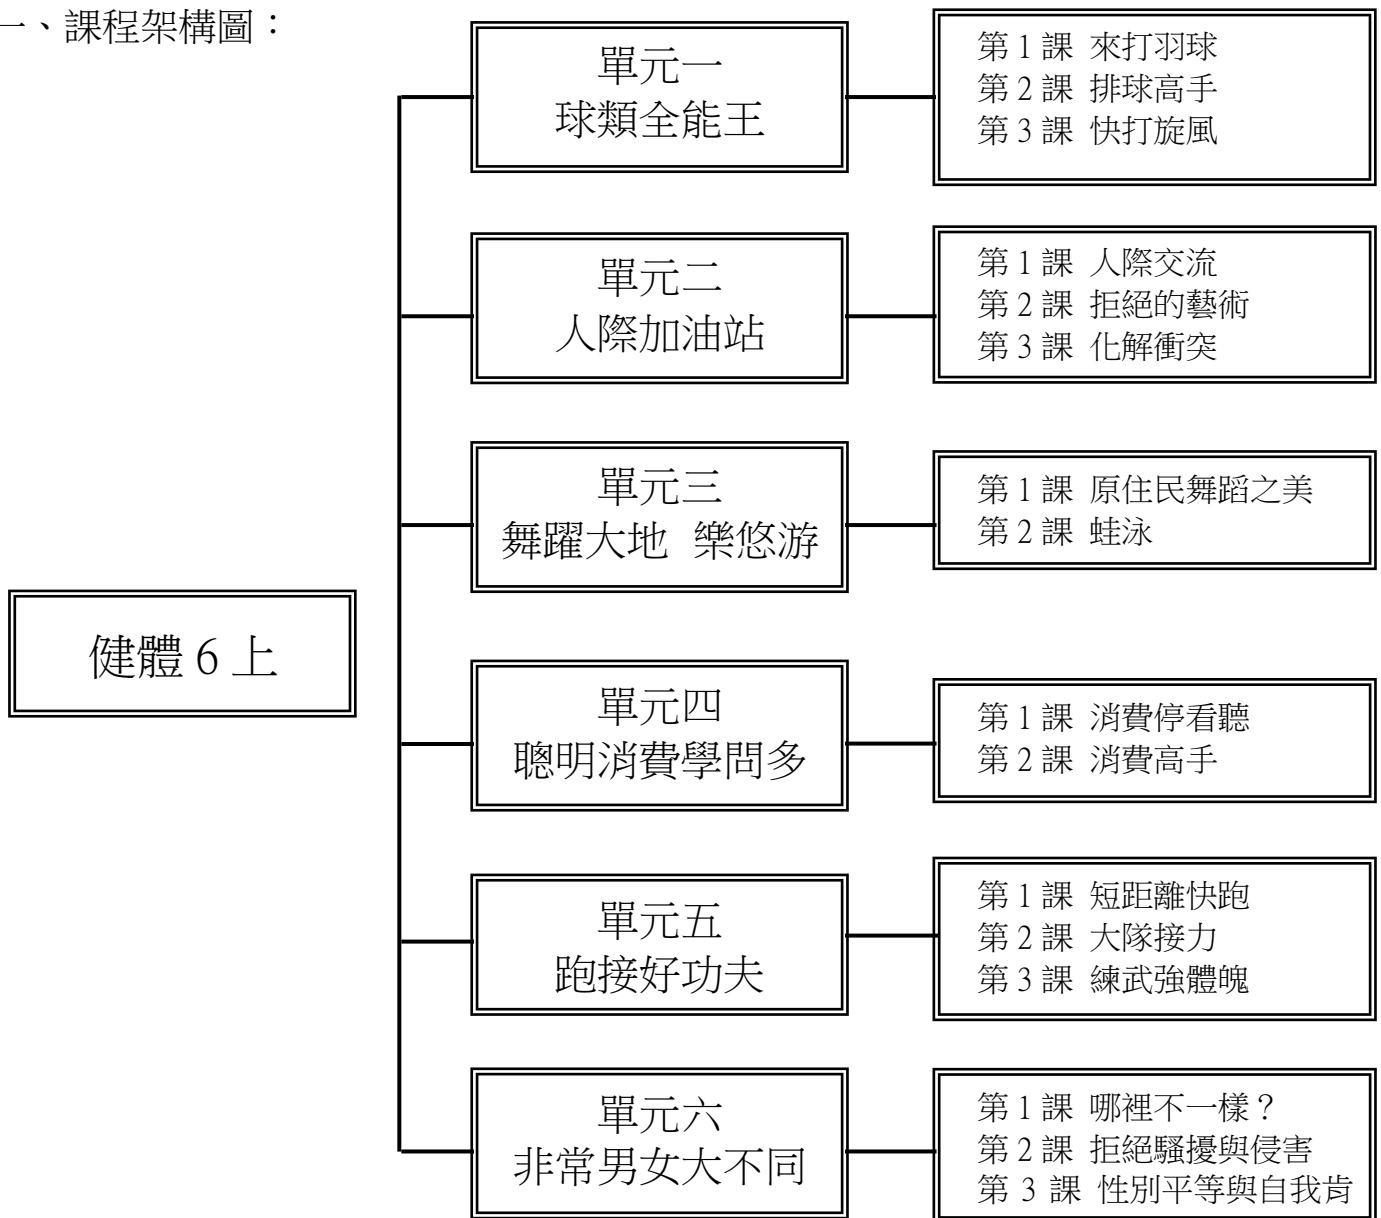 一、課程架構圖：
單元一
球類全能王
第 1 課 來打羽球
第 2 課 排球高手
第 3 課 快打旋風
單元二
人際加油站
第 1 課 人際交流
第 2 課 拒絕的藝術
第 3 課 化解衝突
單元三
舞躍大地 樂悠游
第 1 課 原住民舞蹈之美
第 2 課 蛙泳
健體 6 上
單元四
聰明消費學問多
第 1 課 消費停看聽
第 2 課 消費高手
單元五
跑接好功夫
第 1 課 短距離快跑
第 2 課 大隊接力
第 3 課 練武強體魄
單元六
非常男女大不同
第 1 課 哪裡不一樣？
第 2 課 拒絕騷擾與侵害
第 3 課 性別平等與自我肯